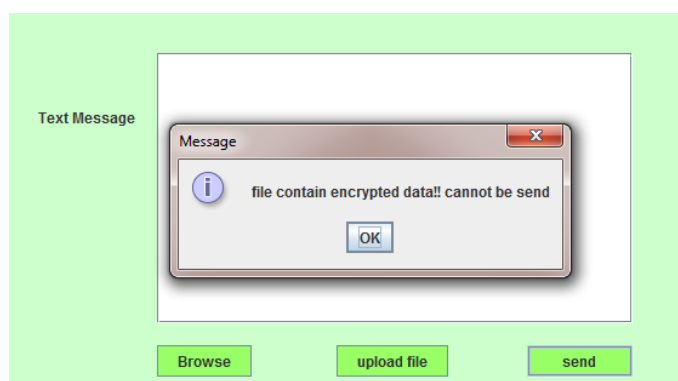 Text Message
Message
file contain encrypted data!! cannot be send
OK
Browse
upload file
send